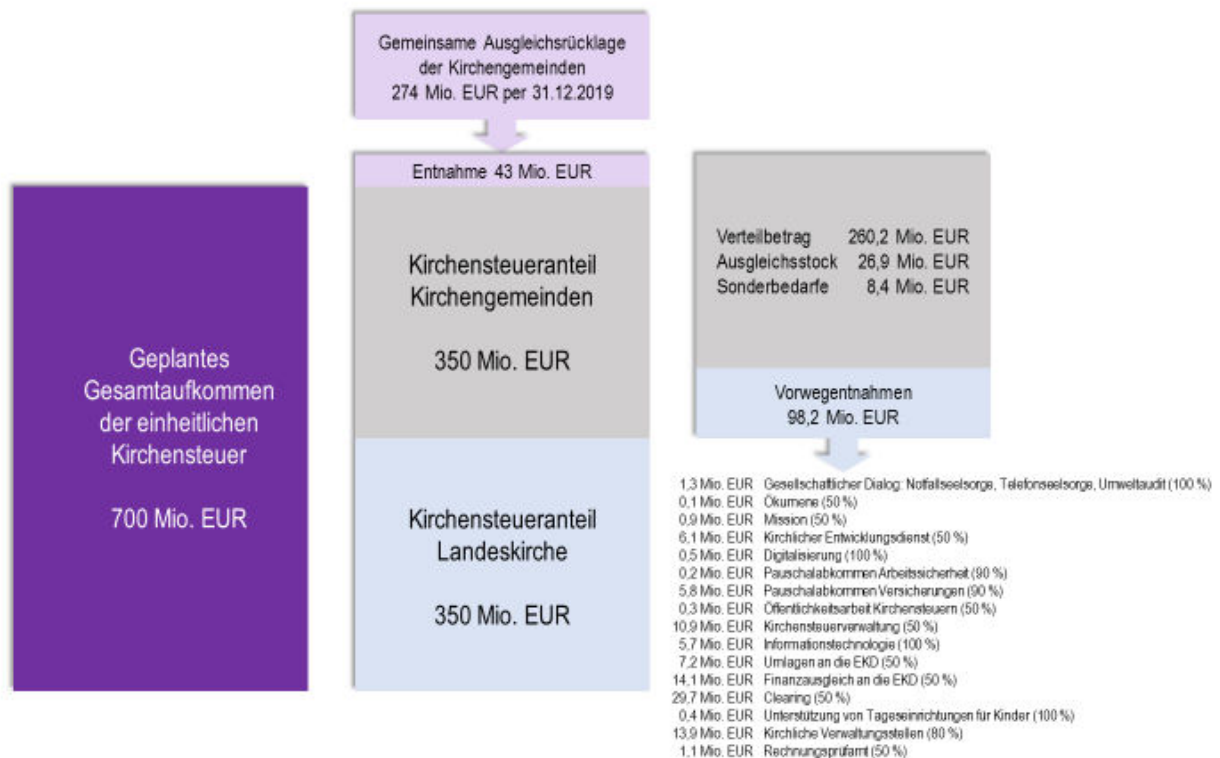 Gemeinsame Ausgleichsrücklage
der Kirchengemeinden
274 Mio. EUR per 31.12.2019
Entnahme 43 Mio. EUR
Geplantes
Gesamtaufkommen
der einheitlichen
Kirchensteuer
700 Mio. EUR
Kirchensteueranteil
Kirchengemeinden
350 Mio. EUR
Kirchensteueranteil
Landeskirche
350 Mio. EUR
Verteilbetrag 260,2 Mio. EUR
Ausgleichsstock 26,9 Mio. EUR
Sonderbedarfe 8,4 Mio. EUR
Vorwegentnahmen
98,2 Mio. EUR
1,3 Mio. EUR Gesellschaftlicher Dialog: Notfallseelsorge, Telefonseelsorge, Umweltaudit (100 %)
0,1 Mio. EUR Ökumene (50 %)
0,9 Mio. EUR Mission (50 %)
6,1 Mio. EUR Kirchlicher Entwicklungsdienst (50 %)
0,5 Mio. EUR Digitalisierung (100 %)
0,2 Mio. EUR Pauschalabkommen Arbeitssicherheit (90 %)
5,8 Mio. EUR Pauschalabkommen Versicherungen (90 %)
0,3 Mio. EUR Öffentlichkeitsarbeit Kirchensteuern (50%)
10,9 Mio. EUR Kirchensteuerverwaltung (50 %)
5,7 Mio. EUR Informationstechnologie (100 %)
7,2 Mio. EUR Umlagen an die EKD (50 %)
14,1 Mio. EUR Finanzausgleich an die EKD (50 %)
29,7 Mio. EUR Clearing (50 %)
0,4 Mio. EUR Unterstützung von Tageseinrichtungen für Kinder (100 %)
13,9 Mio. EUR Kirchliche Verwaltungsstellen (80 %)
1,1 Mio. EUR Rechnungsprüfamt (50 %)